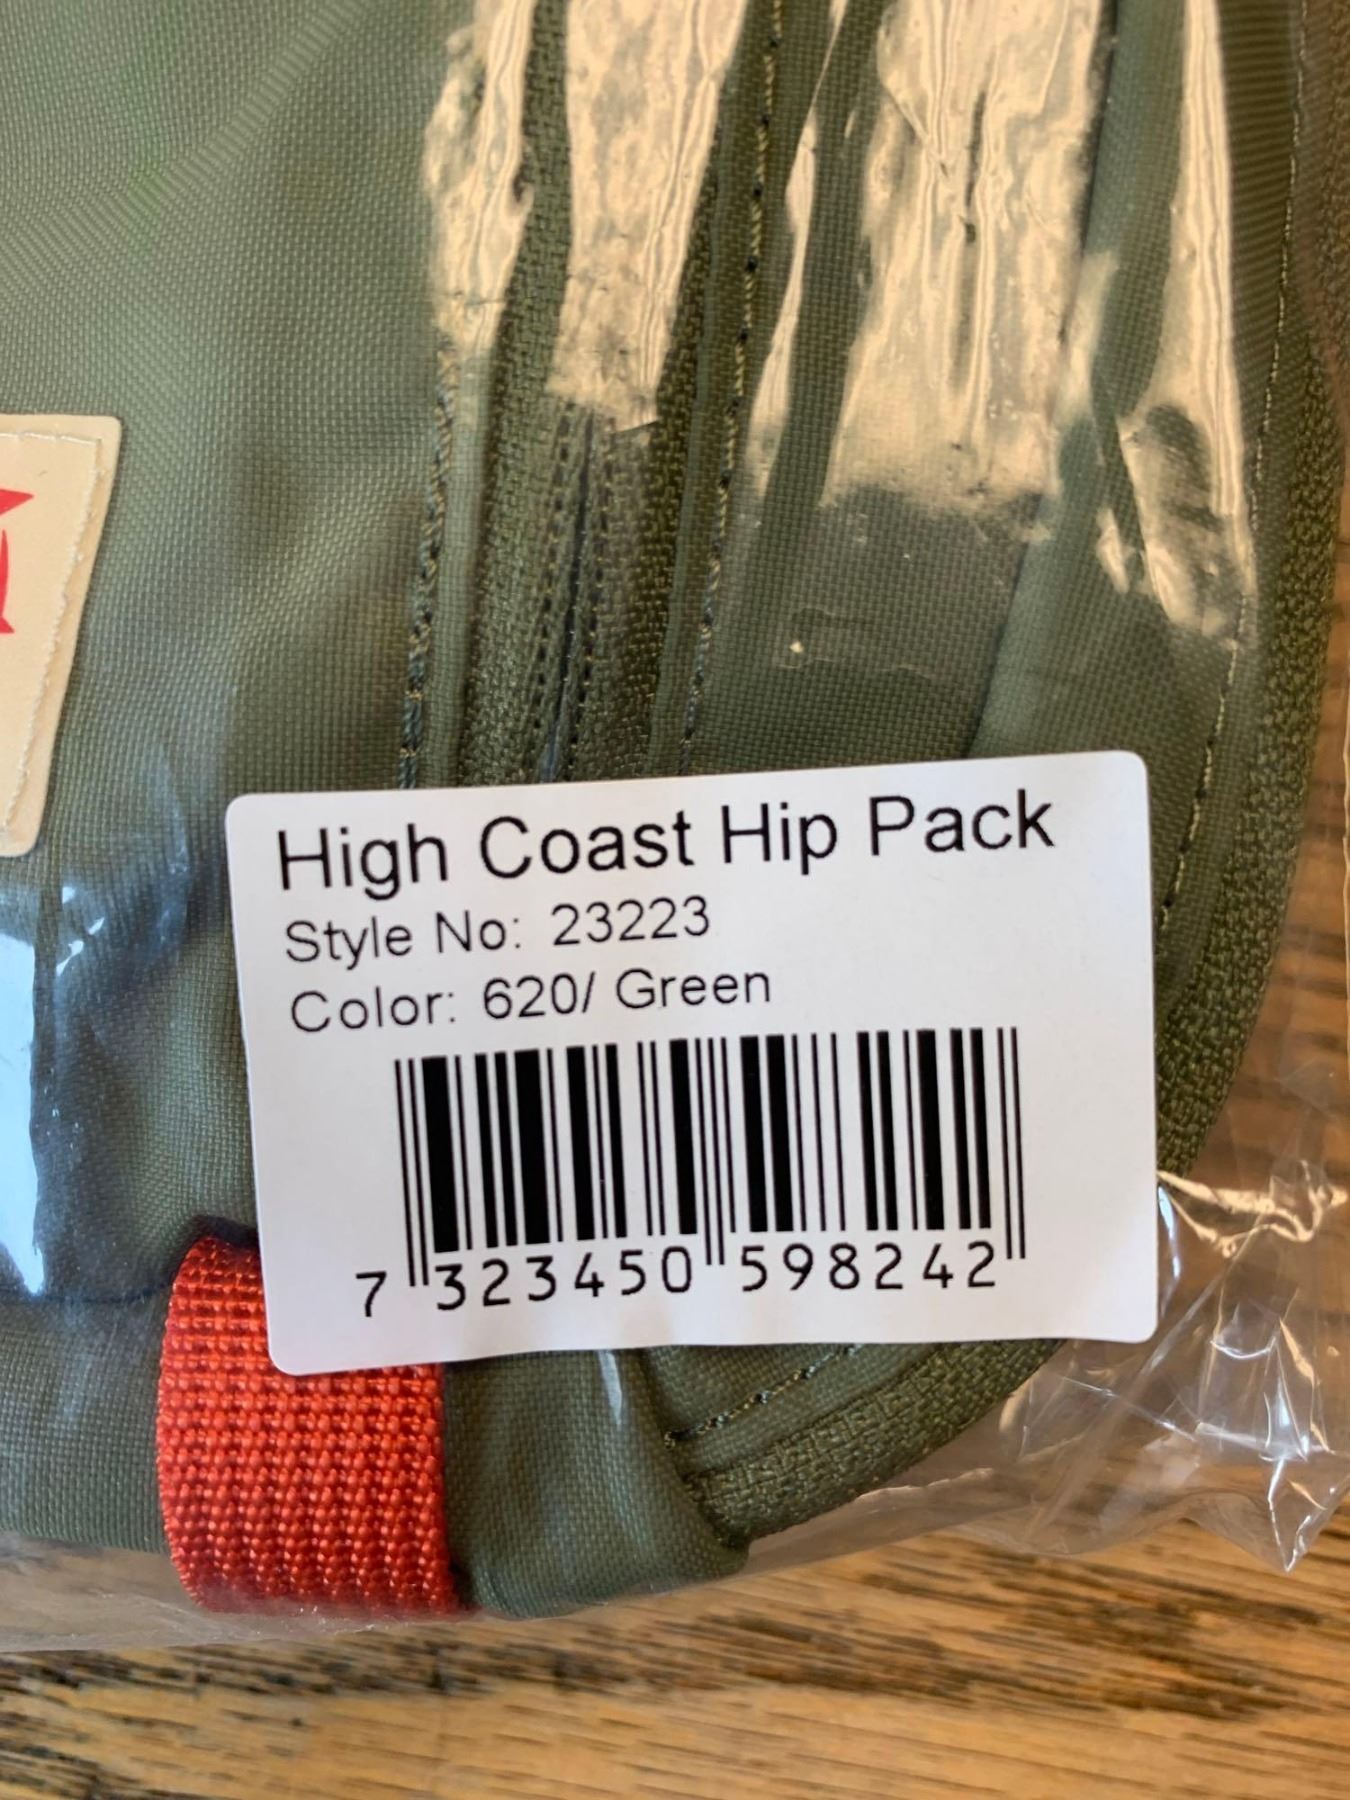 High Coast Hip Pack
Style No: 23223
Color: 620/ Green
7 323450 598242